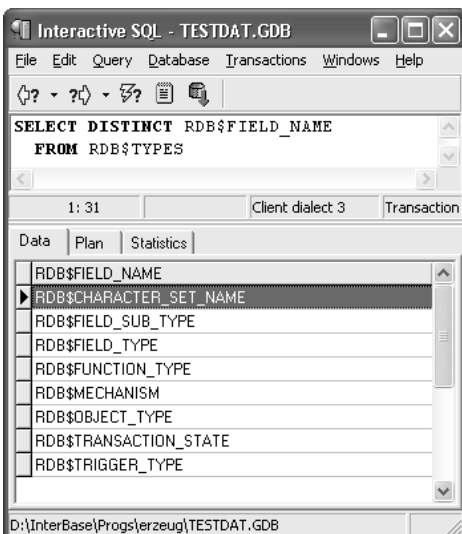 Interactive SQL - TESTDAT.GDB
File Edit Query Database Transactions Windows Help
SELECT DISTINCT RDB$FIELD_NAME
FROM RDB$TYPES
1: 31 Client dialect 3 Transaction
Data Plan Statistics
RDB$FIELD_NAME
RDB$CHARACTER_SET_NAME
RDB$FIELD_SUB_TYPE
RDB$FIELD_TYPE
RDB$FUNCTION_TYPE
RDB$MECHANISM
RDB$OBJECT_TYPE
RDB$TRANSACTION_STATE
RDB$TRIGGER_TYPE
D:\InterBase\Progs\erzeug\TESTDAT.GDB